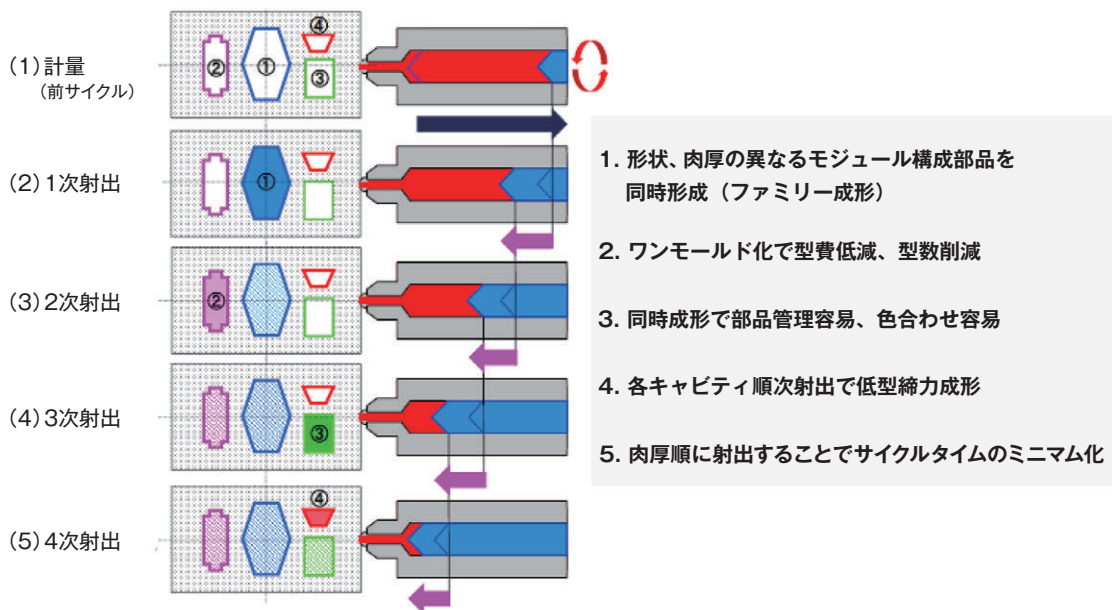 (1)計量
(前サイクル)
② ① ④ ③
(2)1次射出
①
(3)2次射出
②
(4)3次射出
③
(5)4次射出
④
1. 形状、肉厚の異なるモジュール構成部品を
同時形成（ファミリー成形）
2. ワンモールド化で型費低減、型数削減
3. 同時成形で部品管理容易、色合わせ容易
4. 各キャビティ順次射出で低型締力成形
5. 肉厚順に射出することでサイクルタイムのミニマム化